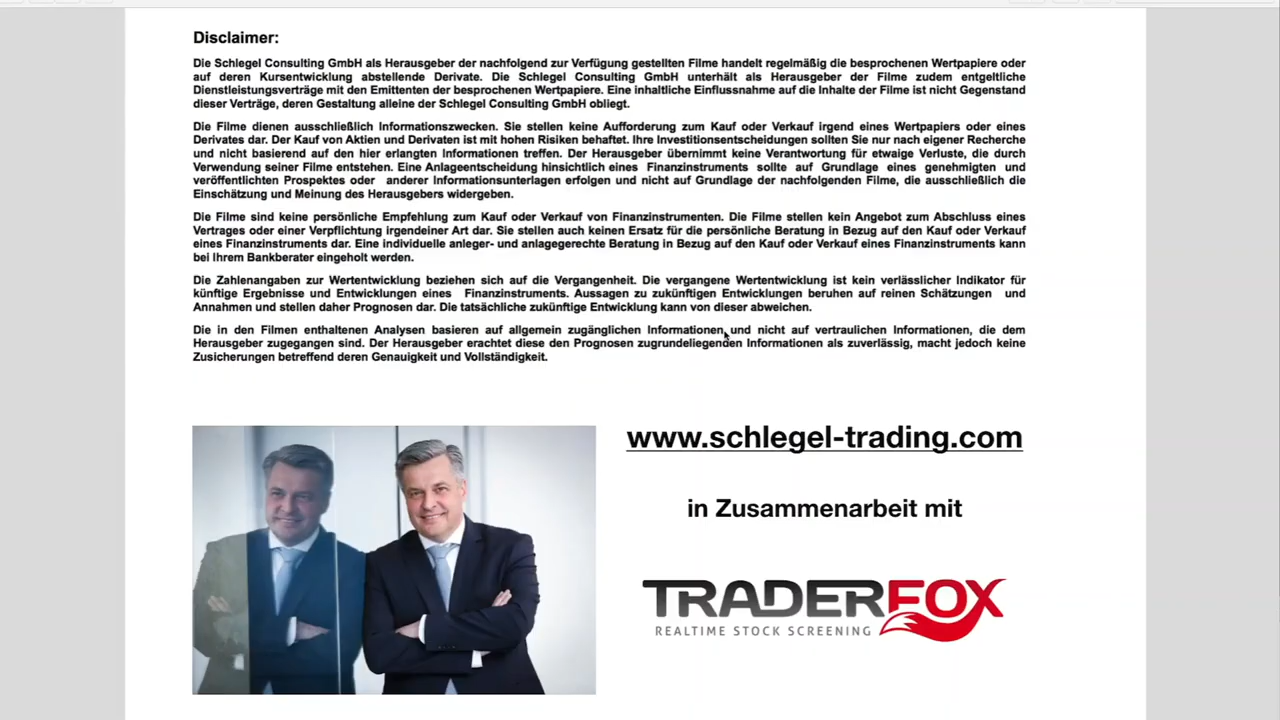 Disclaimer:
Die Schlegel Consulting GmbH als Herausgeber der nachfolgend zur Verfügung gestellten Filme handelt regelmäßig die besprochenen Wertpapiere oder
auf deren Kursentwicklung abstellende Derivate. Die Schlegel Consulting GmbH unterhält als Herausgeber der Filme zudem entgeltliche
Dienstleistungsverträge mit den Emittenten der besprochenen Wertpapiere. Eine inhaltliche Einflussnahme auf die Inhalte der Filme ist nicht Gegenstand
dieser Verträge, deren Gestaltung alleine der Schlegel Consulting GmbH obliegt.
Die Filme dienen ausschließlich Informationszwecken. Sie stellen keine Aufforderung zum Kauf oder Verkauf irgend eines Wertpapiers oder eines
Derivates dar. Der Kauf von Aktien und Derivaten ist mit hohen Risiken behaftet. Ihre Investitionsentscheidungen sollten Sie nur nach eigener Recherche
und nicht basierend auf den hier erlangten Informationen treffen. Der Herausgeber übernimmt keine Verantwortung für etwaige Verluste, die durch
Verwendung seiner Filme entstehen. Eine Anlageentscheidung hinsichtlich eines Finanzinstruments sollte auf Grundlage eines genehmigten und
veröffentlichten Prospektes oder anderer Informationsunterlagen erfolgen und nicht auf Grundlage der nachfolgenden Filme, die ausschließlich die
Einschätzung und Meinung des Herausgebers widergeben.
Die Filme sind keine persönliche Empfehlung zum Kauf oder Verkauf von Finanzinstrumenten. Die Filme stellen kein Angebot zum Abschluss eines
Vertrages oder einer Verpflichtung irgendeiner Art dar. Sie stellen auch keinen Ersatz für die persönliche Beratung in Bezug auf den Kauf oder Verkauf
eines Finanzinstruments dar. Eine individuelle anleger- und anlagegerechte Beratung in Bezug auf den Kauf oder Verkauf eines Finanzinstruments kann
bei Ihrem Bankberater eingeholt werden.
Die Zahlenangaben zur Wertentwicklung beziehen sich auf die Vergangenheit. Die vergangene Wertentwicklung ist kein verlässlicher Indikator für
künftige Ergebnisse und Entwicklungen eines Finanzinstruments. Aussagen zu zukünftigen Entwicklungen beruhen auf reinen Schätzungen und
Annahmen und stellen daher Prognosen dar. Die tatsächliche zukünftige Entwicklung kann von dieser abweichen.
Die in den Filmen enthaltenen Analysen basieren auf allgemein zugänglichen Informationen und nicht auf vertraulichen Informationen, die dem
Herausgeber zugegangen sind. Der Herausgeber erachtet diese den Prognosen zugrundeliegenden Informationen als zuverlässig, macht jedoch keine
Zusicherungen betreffend deren Genauigkeit und Vollständigkeit.
www.schlegel-trading.com
in Zusammenarbeit mit
TRADERFOX
REALTIME STOCK SCREENING